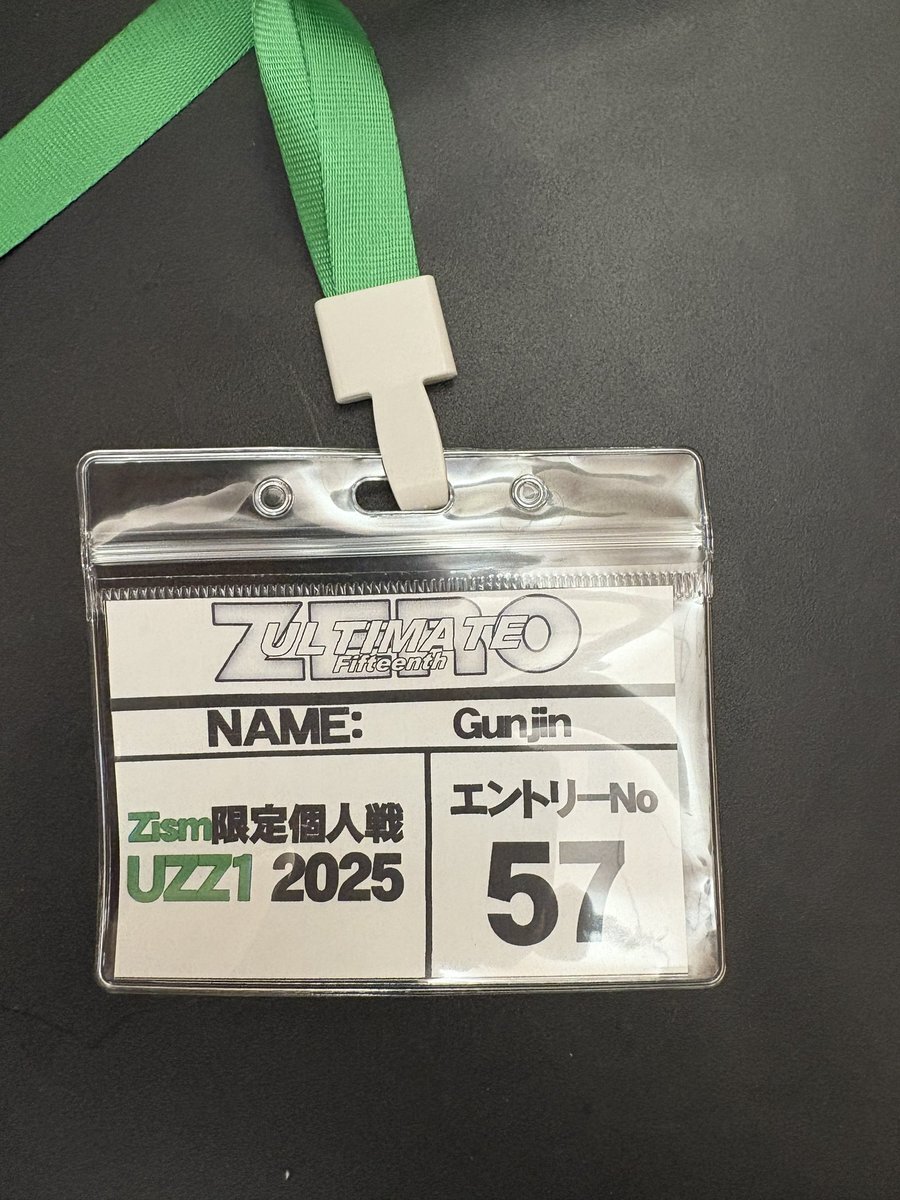 ZERO
ULTIMATE
Fifteenth
NAME: Gunjin
Zism限定個人戦
UZZ1 2025
エントリーNo
57